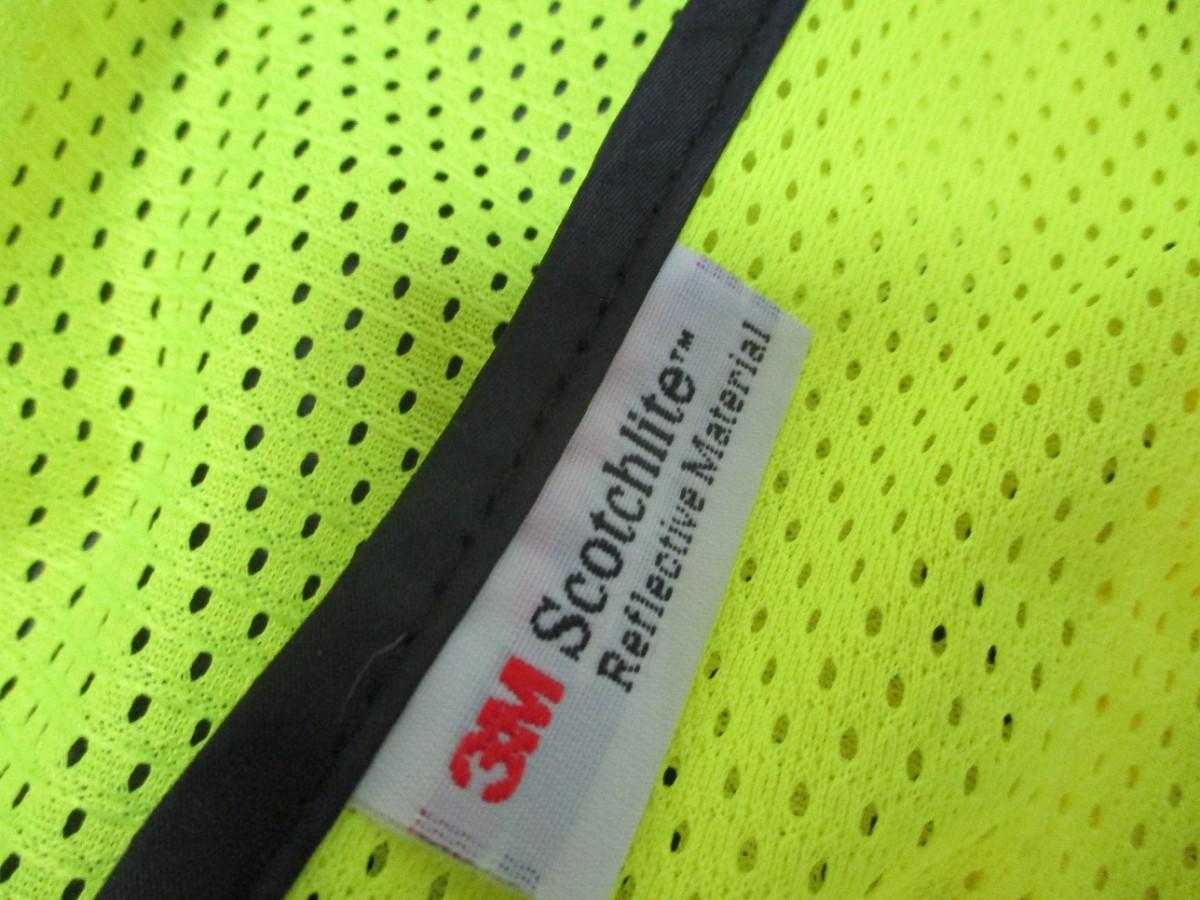 3M Scotchlite™
Reflective Material